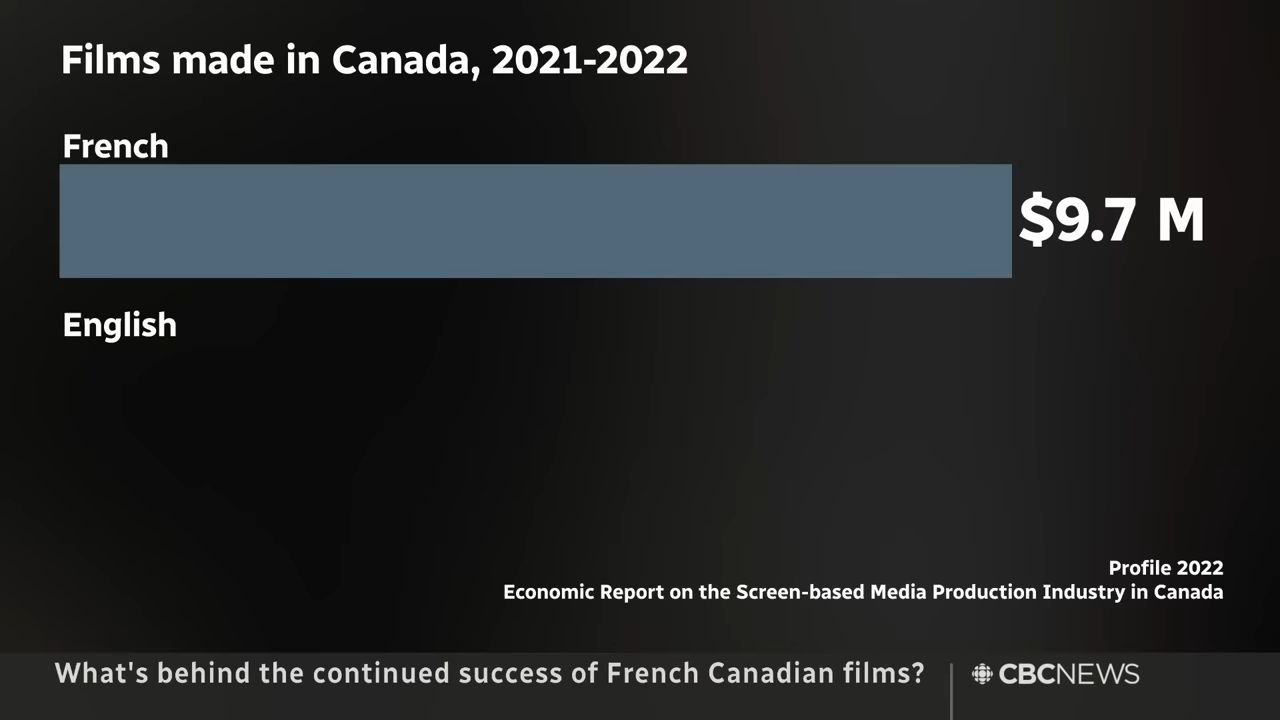 Films made in Canada, 2021-2022
French
$9.7 M
English
Profile 2022
Economic Report on the Screen-based Media Production Industry in Canada
What's behind the continued success of French Canadian films?
CBCNEWS